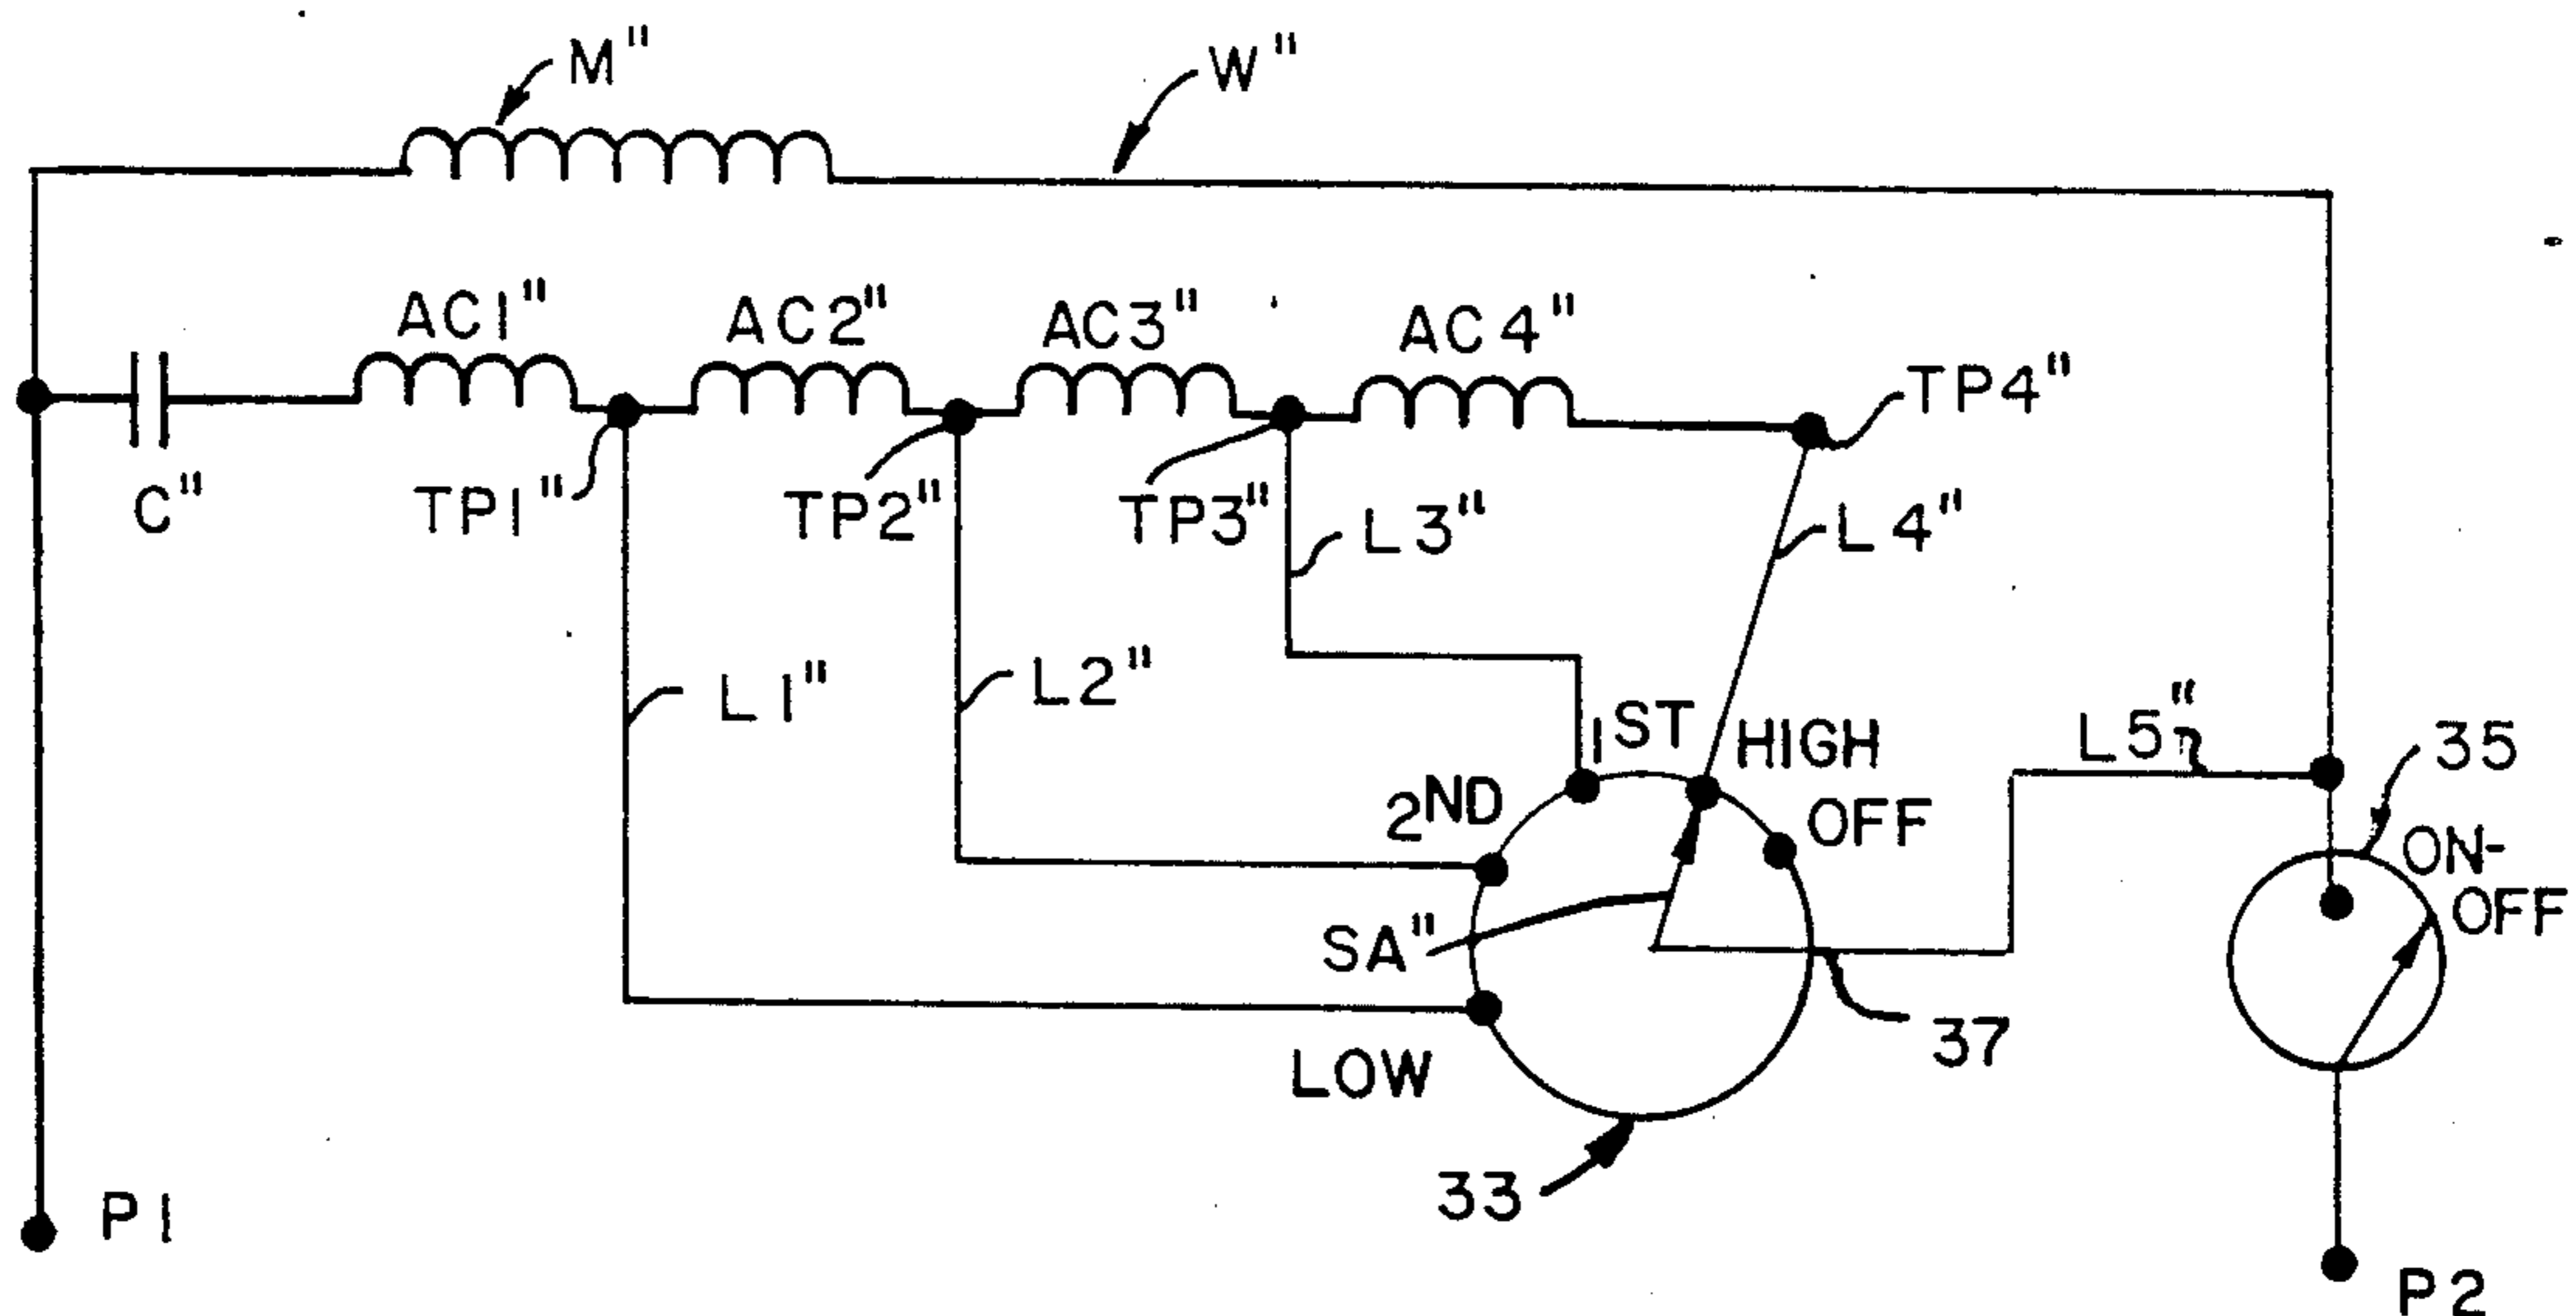 M"
W"
AC1"
AC2"
AC3"
AC4"
TP4"
C"
TP1"
TP2"
TP3"
L3"
L4"
L1"
L2"
1ST
HIGH
L5"
35
2ND
OFF
ON-
OFF
SA"
37
LOW
33
P1
P2